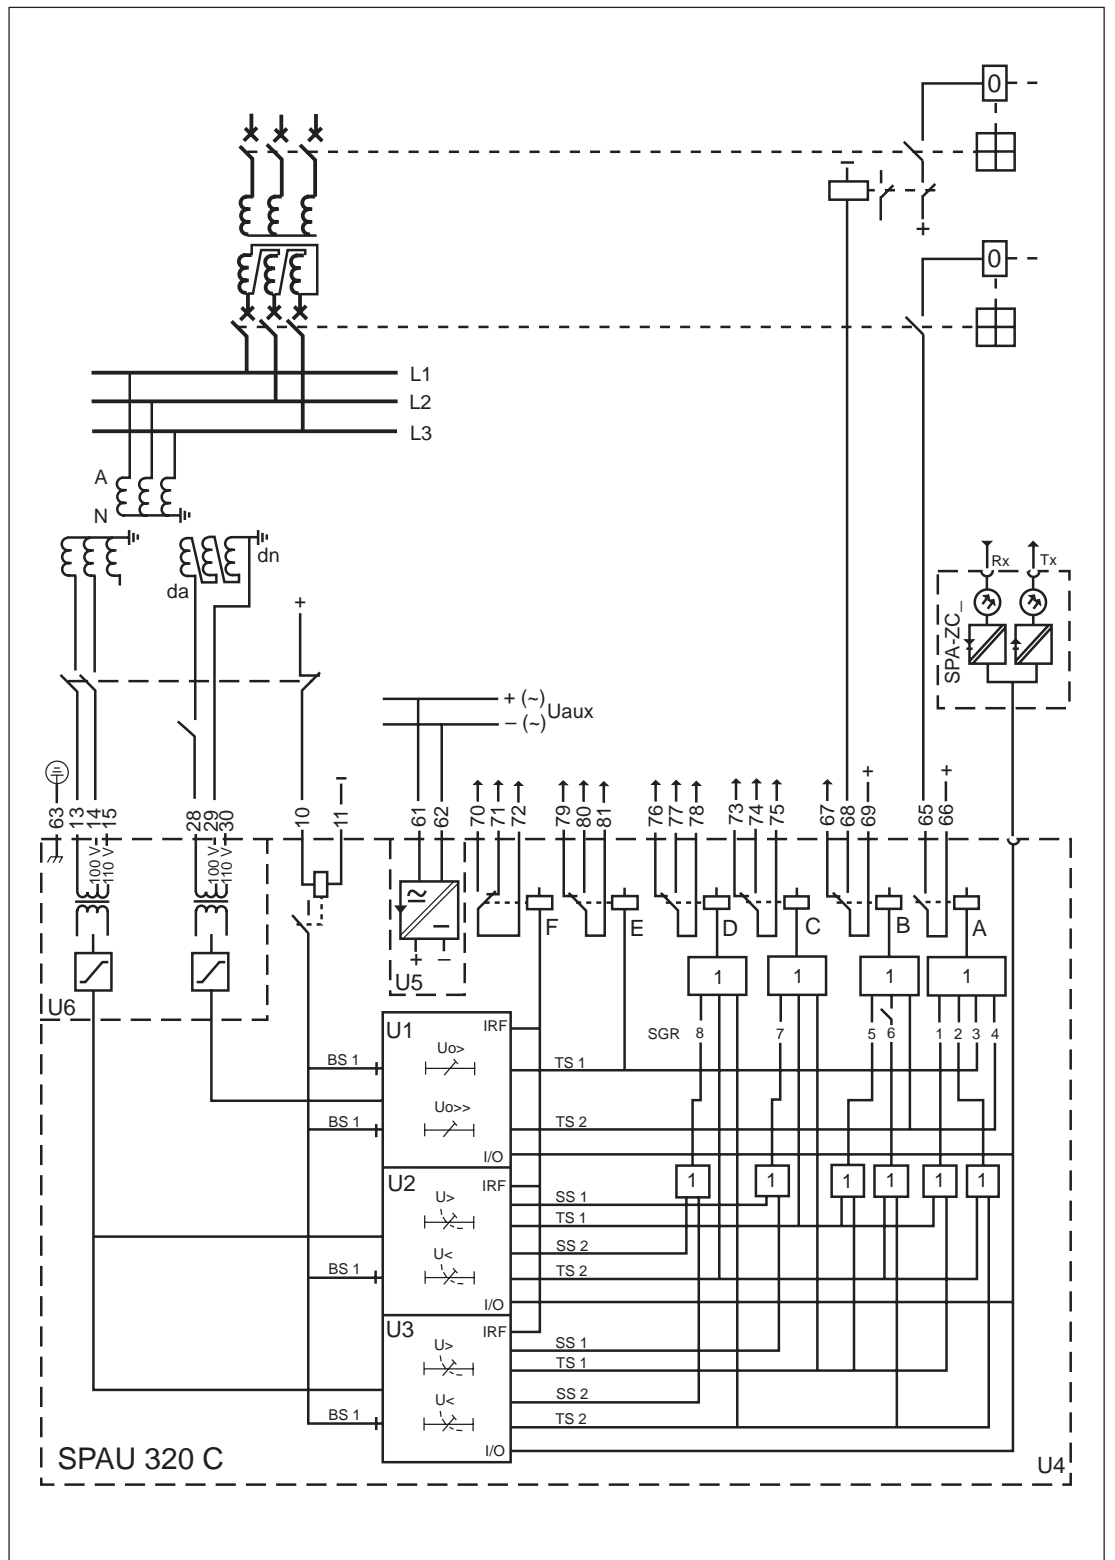 0
+
0
L1
L2
L3
A
N
dn
da
Rx Tx
SPA-ZC_
+
+ (~)
– (~)
Uaux
63 13 14 15 28 29 30 10 11 61 62 70 71 72 79 80 81 76 77 78 73 74 75 67 68 69 + 65 66 +
100 V
110 V
100 V
110 V
~
F E D C B A
+ –
U5
U6
1 1 1 1
SGR 8 7 5 6 1 2 3 4
U1
IRF
Uo>
BS 1 TS 1
Uo>>
BS 1 TS 2
I/O
U2
IRF
1 1 1 1 1 1
U>
SS 1
TS 1
U<
SS 2
BS 1 TS 2
I/O
U3
IRF
U>
SS 1
TS 1
U<
SS 2
BS 1 TS 2
I/O
SPAU 320 C
U4